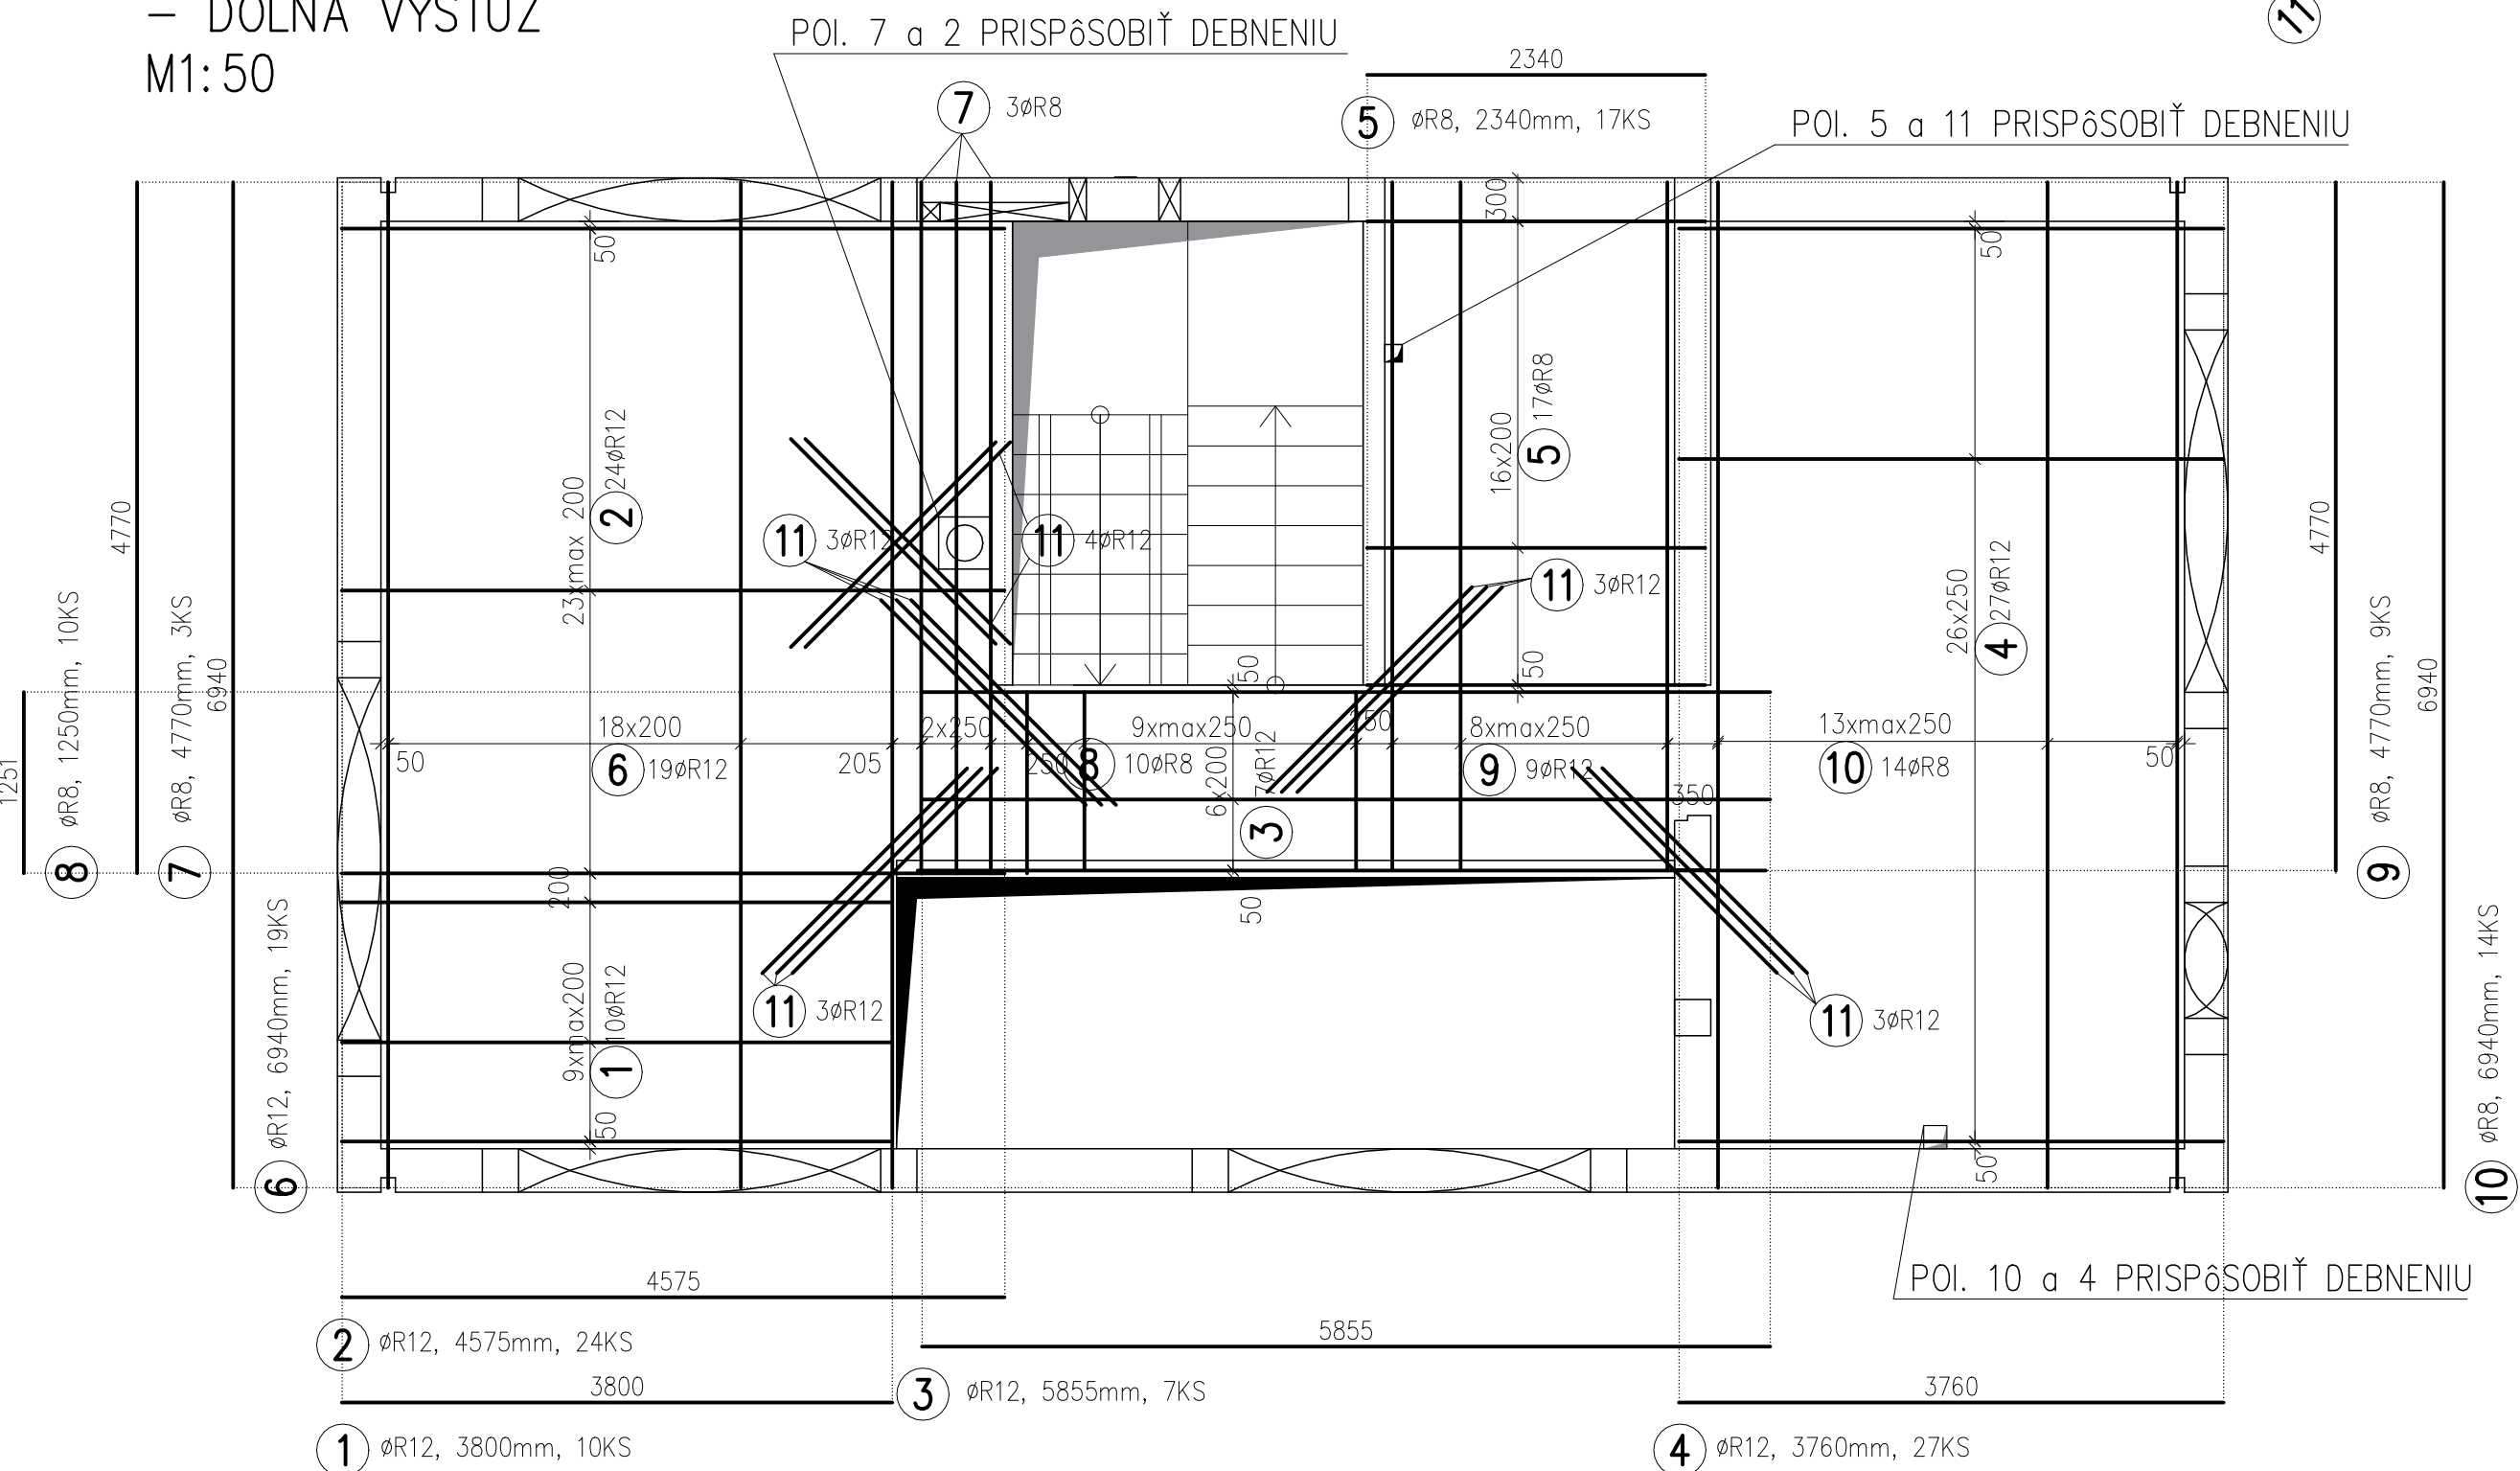 - DOLNÁ VÝSTUŽ
M1:50
POl. 7 a 2 PRISPôSOBIŤ DEBNENIU
11
2340
7 3øR8
5 øR8, 2340mm, 17KS
POl. 5 a 11 PRISPôSOBIŤ DEBNENIU
300
50
50
4770
6940
1251
8 øR8, 1250mm, 10KS
7 øR8, 4770mm, 3KS
6 øR12, 6940mm, 19KS
23xmax 200
2 24øR12
16x200
5 17øR8
11 3øR12
11 4øR12
11 3øR12
26x250
4 27øR12
4770
6940
9 øR8, 4770mm, 9KS
10 øR8, 6940mm, 14KS
50
50
18x200
2x250
9xmax250
250
8xmax250
13xmax250
50
6 19øR12
205
250
8 10øR8
6x200
7øR12
3
9 9øR12
350
10 14øR8
50
200
50
9xmax200
1 10øR12
50
11 3øR12
11 3øR12
50
4575
POl. 10 a 4 PRISPôSOBIŤ DEBNENIU
2 øR12, 4575mm, 24KS
5855
3800
3 øR12, 5855mm, 7KS
3760
1 øR12, 3800mm, 10KS
4 øR12, 3760mm, 27KS